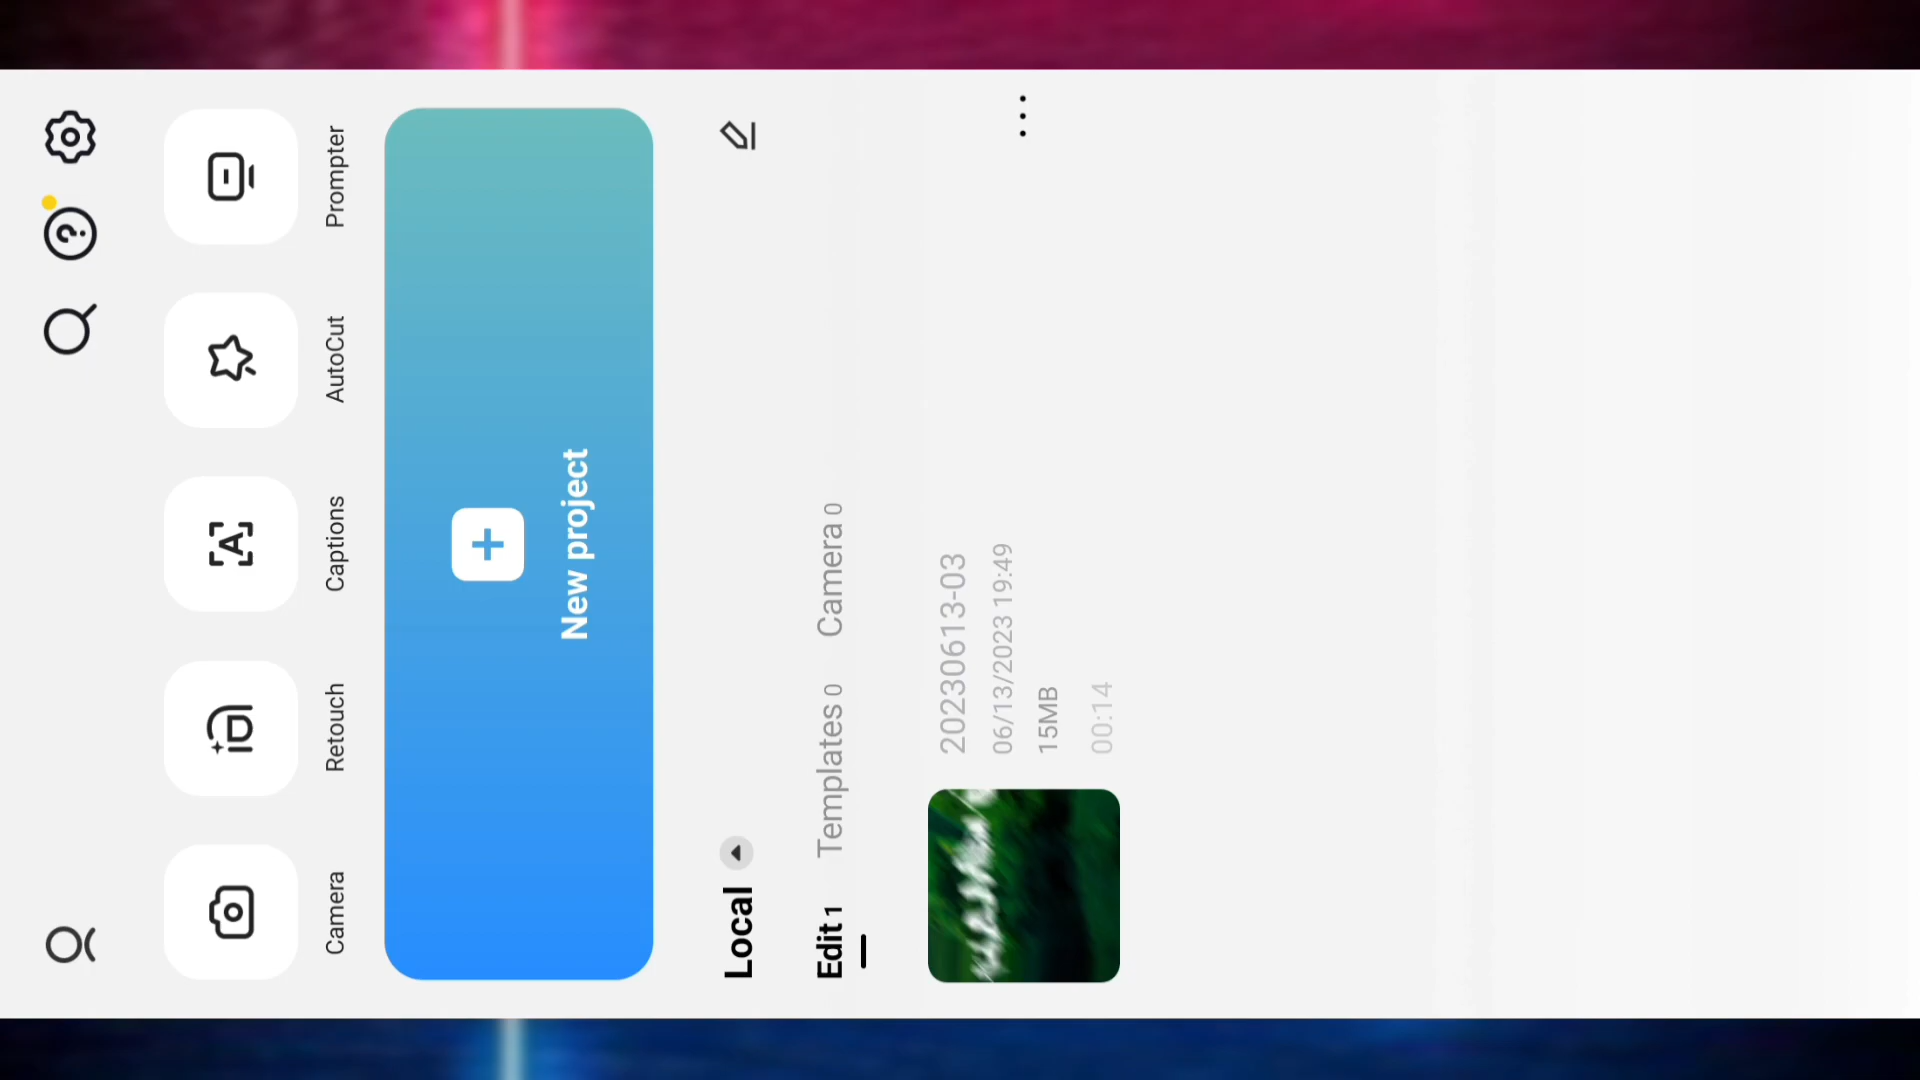 Camera
Retouch
Captions
AutoCut
Prompter
New project
Local
Edit 1
Templates 0
Camera 0
20230613-03
06/13/2023 19:49
15MB
00:14